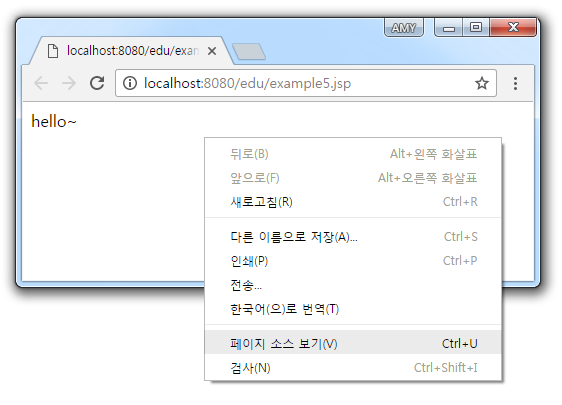 AMY
localhost:8080/edu/exam
localhost:8080/edu/example5.jsp
hello~
뒤로(B) Alt+왼쪽 화살표
앞으로(F) Alt+오른쪽 화살표
새로고침(R) Ctrl+R
다른 이름으로 저장(A)... Ctrl+S
인쇄(P) Ctrl+P
전송...
한국어(으)로 번역(T)
페이지 소스 보기(V) Ctrl+U
검사(N) Ctrl+Shift+I